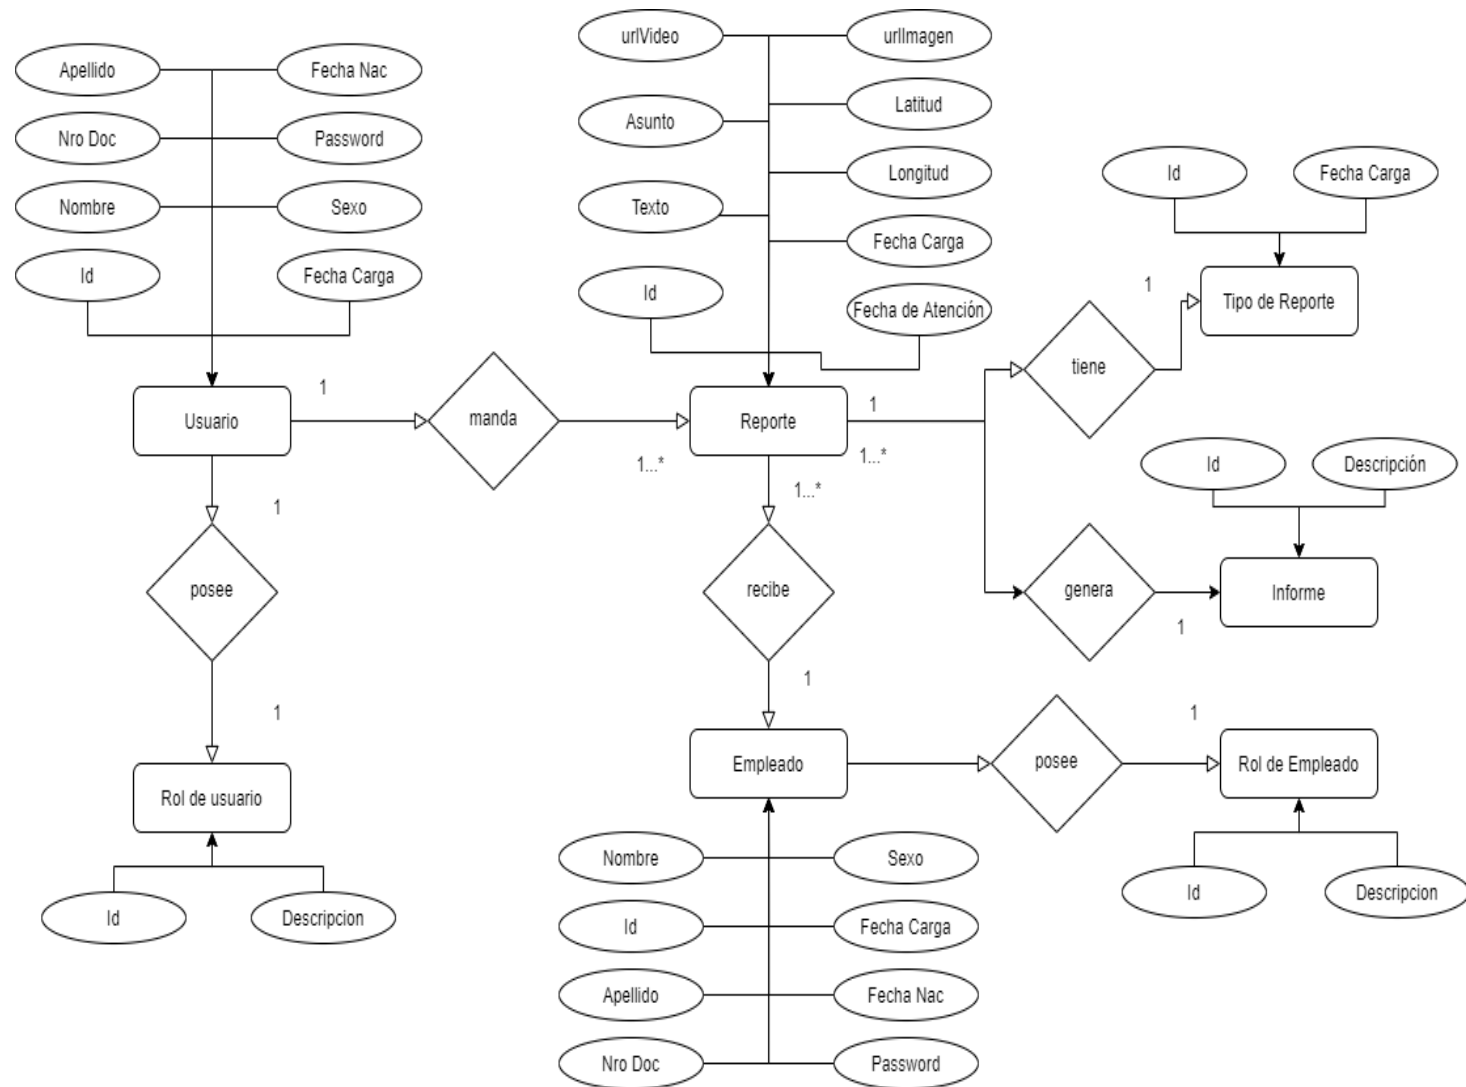 urlVideo
urlImagen
Apellido
Fecha Nac
Latitud
Asunto
Nro Doc
Password
Longitud
Id
Fecha Carga
Nombre
Sexo
Texto
Fecha Carga
Id
Fecha Carga
Id
Fecha de Atención
1
Tipo de Reporte
tiene
1
1
Usuario
manda
Reporte
1...*
1...*
Id
Descripción
1
1...*
posee
recibe
genera
Informe
1
1
1
1
Empleado
posee
Rol de Empleado
Rol de usuario
Nombre
Sexo
Id
Descripcion
Id
Descripcion
Id
Fecha Carga
Apellido
Fecha Nac
Nro Doc
Password